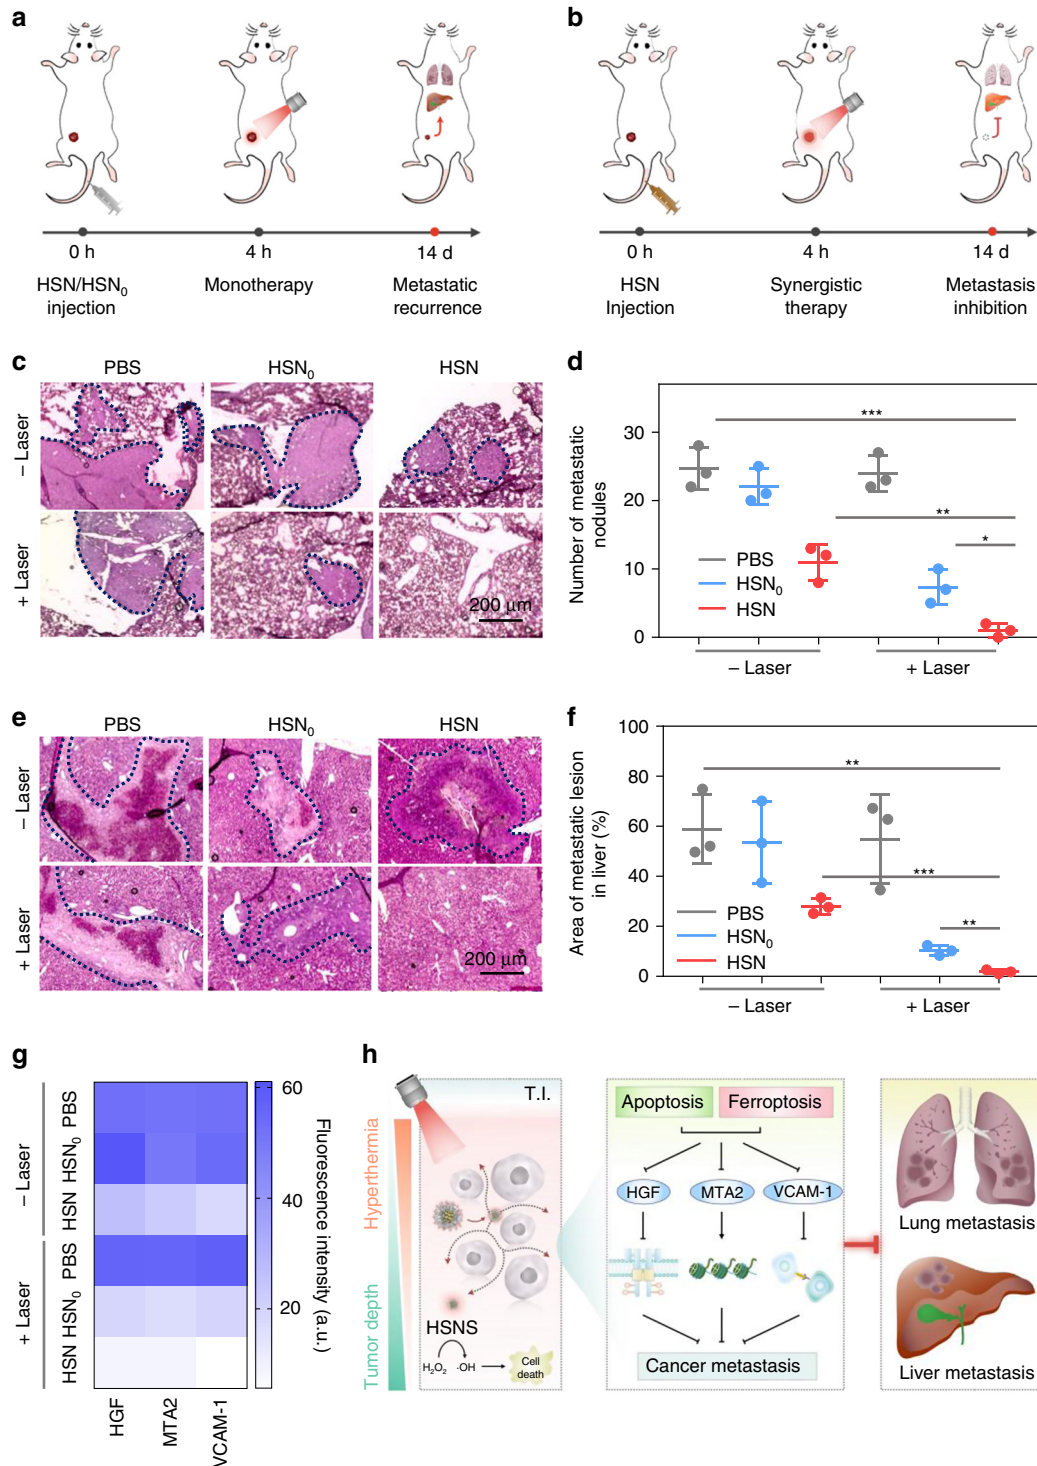 a
0 h
4 h
14 d
HSN/HSN0
injection
Monotherapy
Metastatic
recurrence
b
0 h
4 h
14 d
HSN
Injection
Synergistic
therapy
Metastasis
inhibition
c
PBS
HSN0
HSN
– Laser
+ Laser
200 µm
d
Number of metastatic
nodules
30
20
10
0
***
**
*
PBS
HSN0
HSN
– Laser
+ Laser
e
PBS
HSN0
HSN
– Laser
+ Laser
200 µm
f
Area of metastatic lesion
in liver (%)
100
80
60
40
20
0
**
***
**
PBS
HSN0
HSN
– Laser
+ Laser
g
– Laser
+ Laser
PBS
HSN0
HSN
PBS
HSN0
HSN
HGF
MTA2
VCAM-1
60
40
20
Fluorescence intensity (a.u.)
h
T.I.
Hyperthermia
Tumor depth
HSNS
H2O2
·OH
Cell
death
Apoptosis
Ferroptosis
HGF
MTA2
VCAM-1
Cancer metastasis
Lung metastasis
Liver metastasis